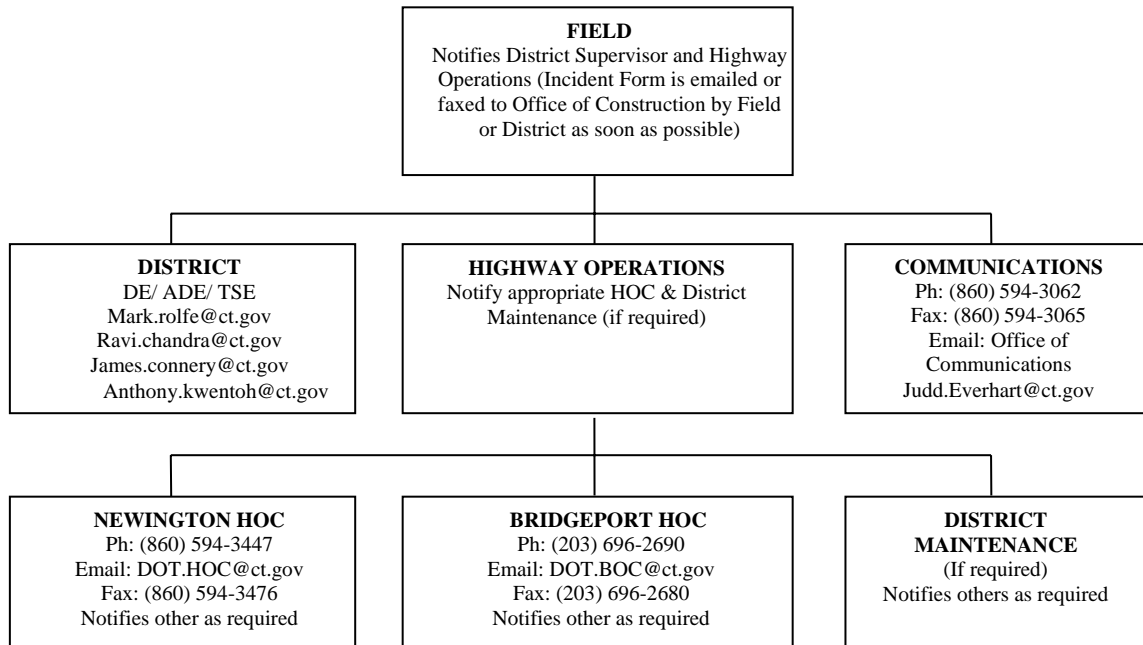 FIELD
Notifies District Supervisor and Highway
Operations (Incident Form is emailed or
faxed to Office of Construction by Field
or District as soon as possible)
DISTRICT
DE/ ADE/ TSE
Mark.rolfe@ct.gov
Ravi.chandra@ct.gov
James.connery@ct.gov
Anthony.kwentoh@ct.gov
HIGHWAY OPERATIONS
Notify appropriate HOC & District
Maintenance (if required)
COMMUNICATIONS
Ph: (860) 594-3062
Fax: (860) 594-3065
Email: Office of
Communications
Judd.Everhart@ct.gov
NEWINGTON HOC
Ph: (860) 594-3447
Email: DOT.HOC@ct.gov
Fax: (860) 594-3476
Notifies other as required
BRIDGEPORT HOC
Ph: (203) 696-2690
Email: DOT.BOC@ct.gov
Fax: (203) 696-2680
Notifies other as required
DISTRICT
MAINTENANCE
(If required)
Notifies others as required